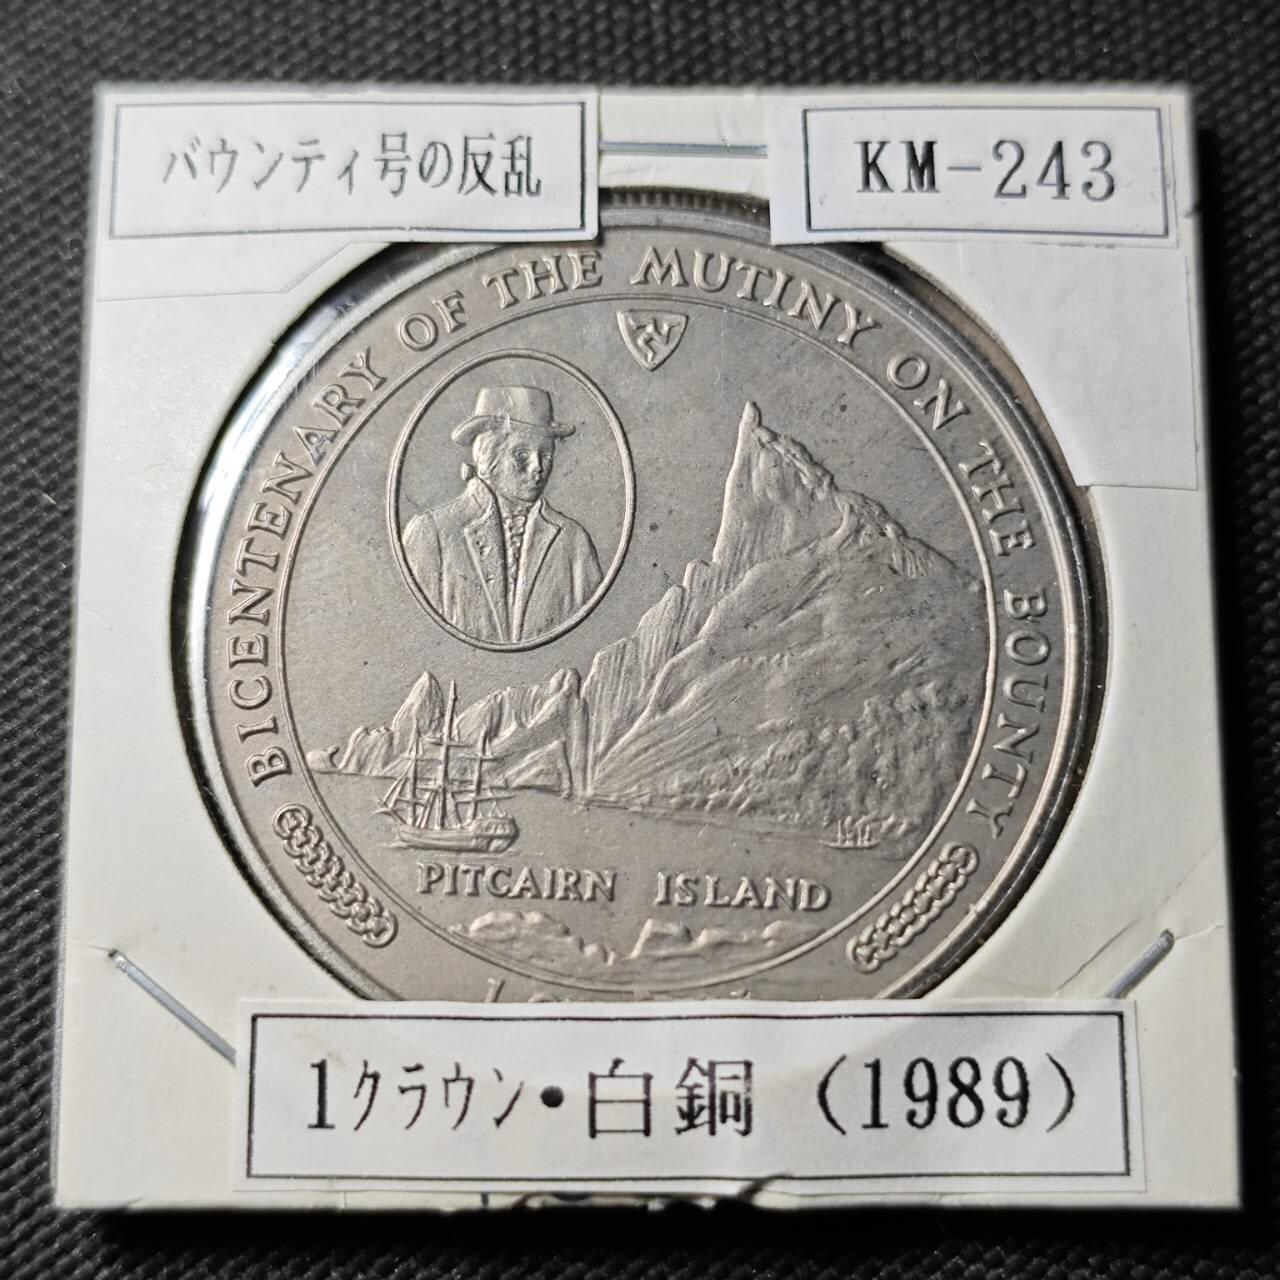 バウンティ号の反乱
KM-243
BICENTENARY OF THE MUTINY ON THE BOUNTY
PITCAIRN ISLAND
1クラウン・白銅 (1989)